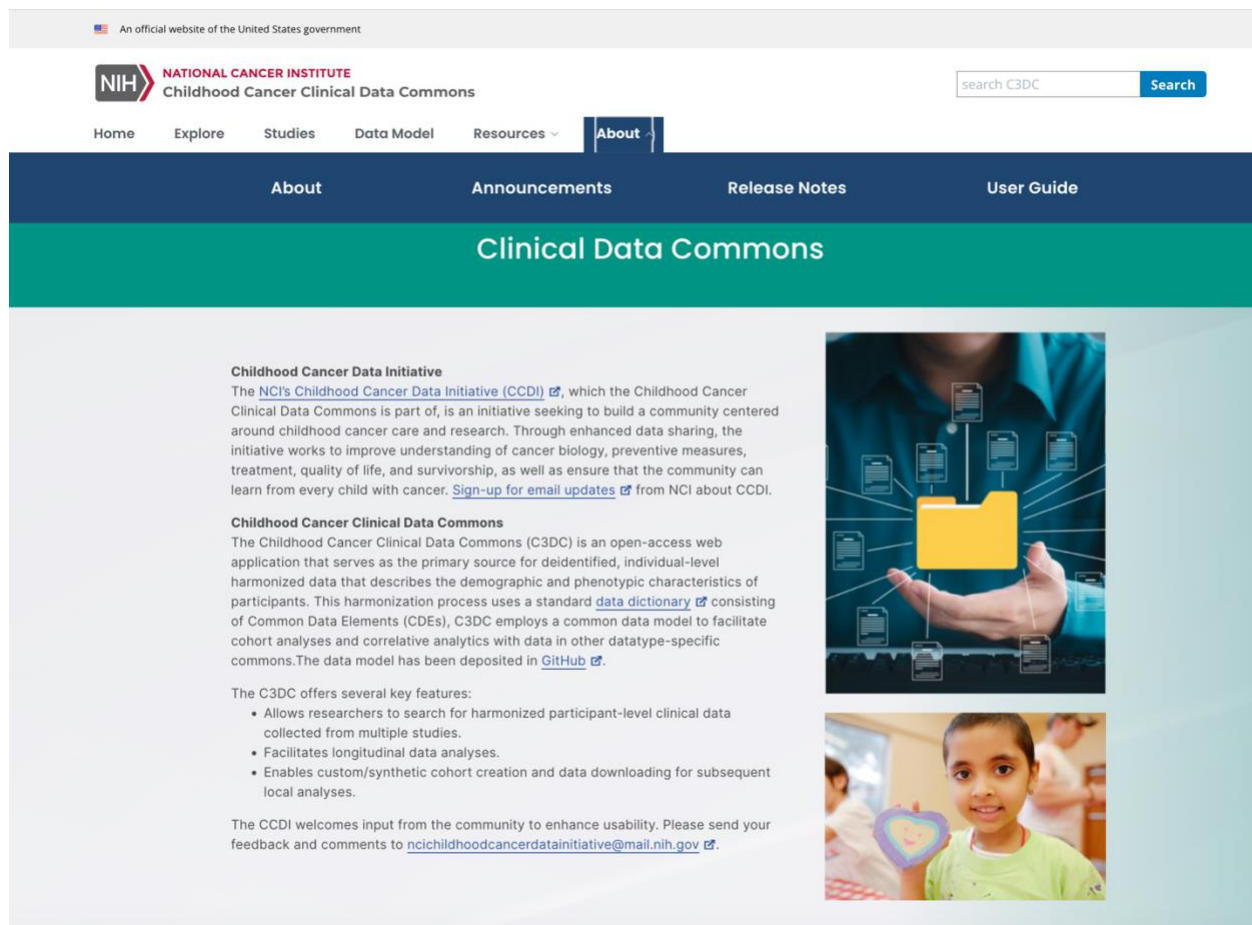 An official website of the United States government
NIH
NATIONAL CANCER INSTITUTE
Childhood Cancer Clinical Data Commons
search C3DC
Search
Home
Explore
Studies
Data Model
Resources
About
About
Announcements
Release Notes
User Guide
Clinical Data Commons
Childhood Cancer Data Initiative
The NCI's Childhood Cancer Data Initiative (CCDI), which the Childhood Cancer
Clinical Data Commons is part of, is an initiative seeking to build a community centered
around childhood cancer care and research. Through enhanced data sharing, the
initiative works to improve understanding of cancer biology, preventive measures,
treatment, quality of life, and survivorship, as well as ensure that the community can
learn from every child with cancer. Sign-up for email updates from NCI about CCDI.
Childhood Cancer Clinical Data Commons
The Childhood Cancer Clinical Data Commons (C3DC) is an open-access web
application that serves as the primary source for deidentified, individual-level
harmonized data that describes the demographic and phenotypic characteristics of
participants. This harmonization process uses a standard data dictionary consisting
of Common Data Elements (CDEs), C3DC employs a common data model to facilitate
cohort analyses and correlative analytics with data in other datatype-specific
commons.The data model has been deposited in GitHub.
The C3DC offers several key features:
• Allows researchers to search for harmonized participant-level clinical data
collected from multiple studies.
• Facilitates longitudinal data analyses.
• Enables custom/synthetic cohort creation and data downloading for subsequent
local analyses.
The CCDI welcomes input from the community to enhance usability. Please send your
feedback and comments to ncichildhoodcancerdatainitiative@mail.nih.gov.